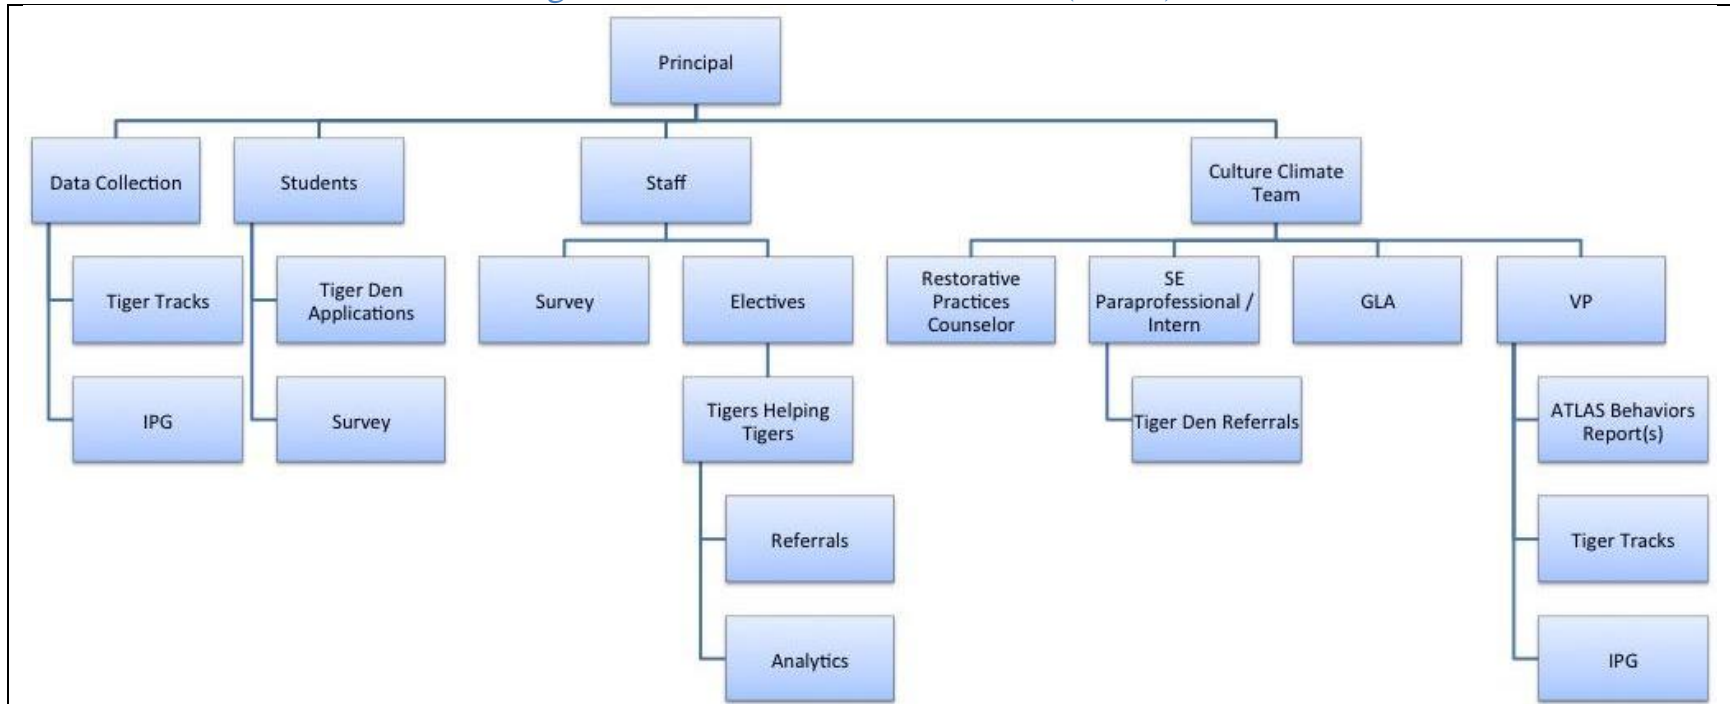 Principal
Data Collection
Students
Staff
Culture Climate
Team
Tiger Tracks
Tiger Den
Applications
Survey
Electives
Restorative
Practices
Counselor
SE
Paraprofessional /
Intern
GLA
VP
IPG
Survey
Tigers Helping
Tigers
Tiger Den Referrals
ATLAS Behaviors
Report(s)
Referrals
Tiger Tracks
Analytics
IPG